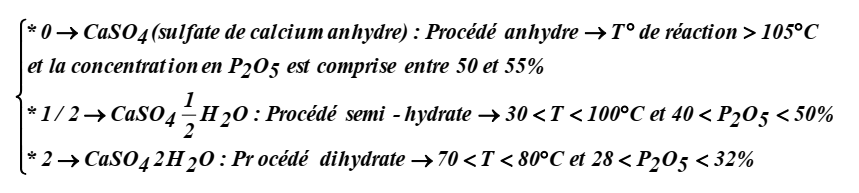 * 0 → CaSO4 (sulfate de calcium anhydre) : Procédé anhydre → T° de réaction > 105°C
et la concentration en P2O5 est comprise entre 50 et 55%
* 1 / 2 → CaSO4 1/2 H2O : Procédé semi - hydrate → 30 < T < 100°C et 40 < P2O5 < 50%
* 2 → CaSO4 2H2O : Pr océdé dihydrate → 70 < T < 80°C et 28 < P2O5 < 32%